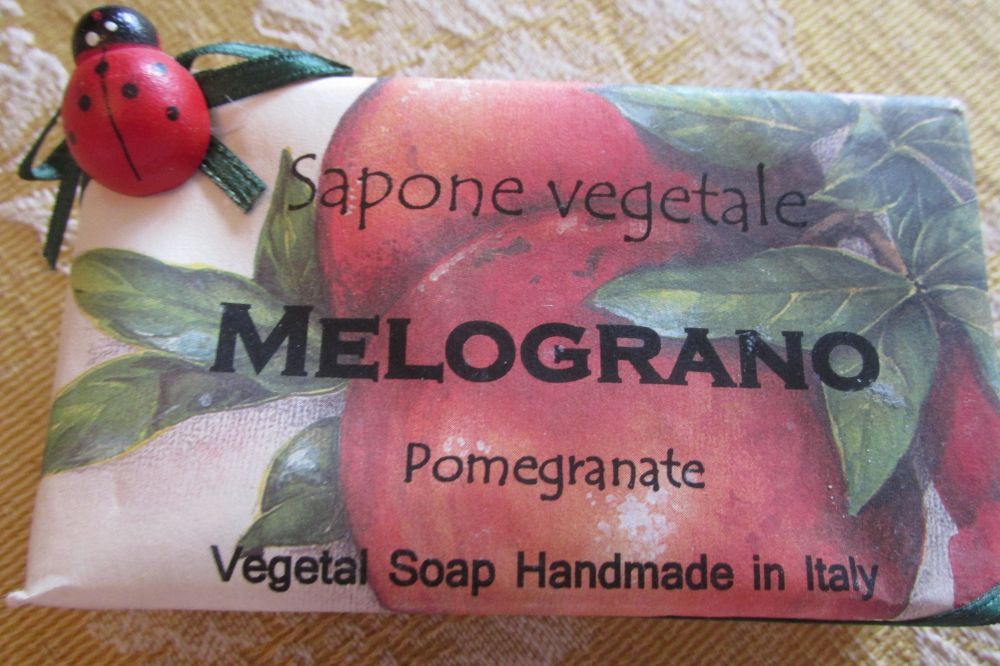 Sapone vegetale
MELOGRANO
Pomegranate
Vegetal Soap Handmade in Italy